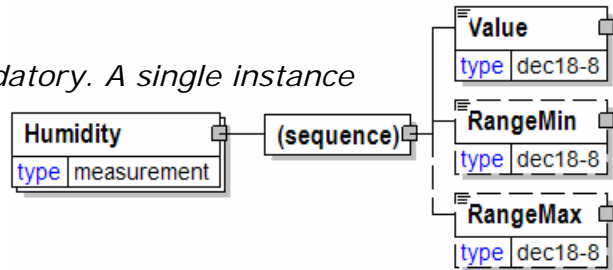 Value
type dec18-8
datory. A single instance
Humidity
type measurement
(sequence)
RangeMin
type dec18-8
RangeMax
type dec18-8